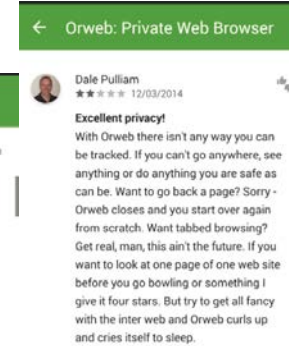 Orweb: Private Web Browser
Dale Pulliam
12/03/2014
Excellent privacy!
With Orweb there isn't any way you can
be tracked. If you can't go anywhere, see
anything or do anything you are safe as
can be. Want to go back a page? Sorry -
Orweb closes and you start over again
from scratch. Want tabbed browsing?
Get real, man, this ain't the future. If you
want to look at one page of one web site
before you go bowling or something I
give it four stars. But try to get all fancy
with the inter web and Orweb curls up
and cries itself to sleep.